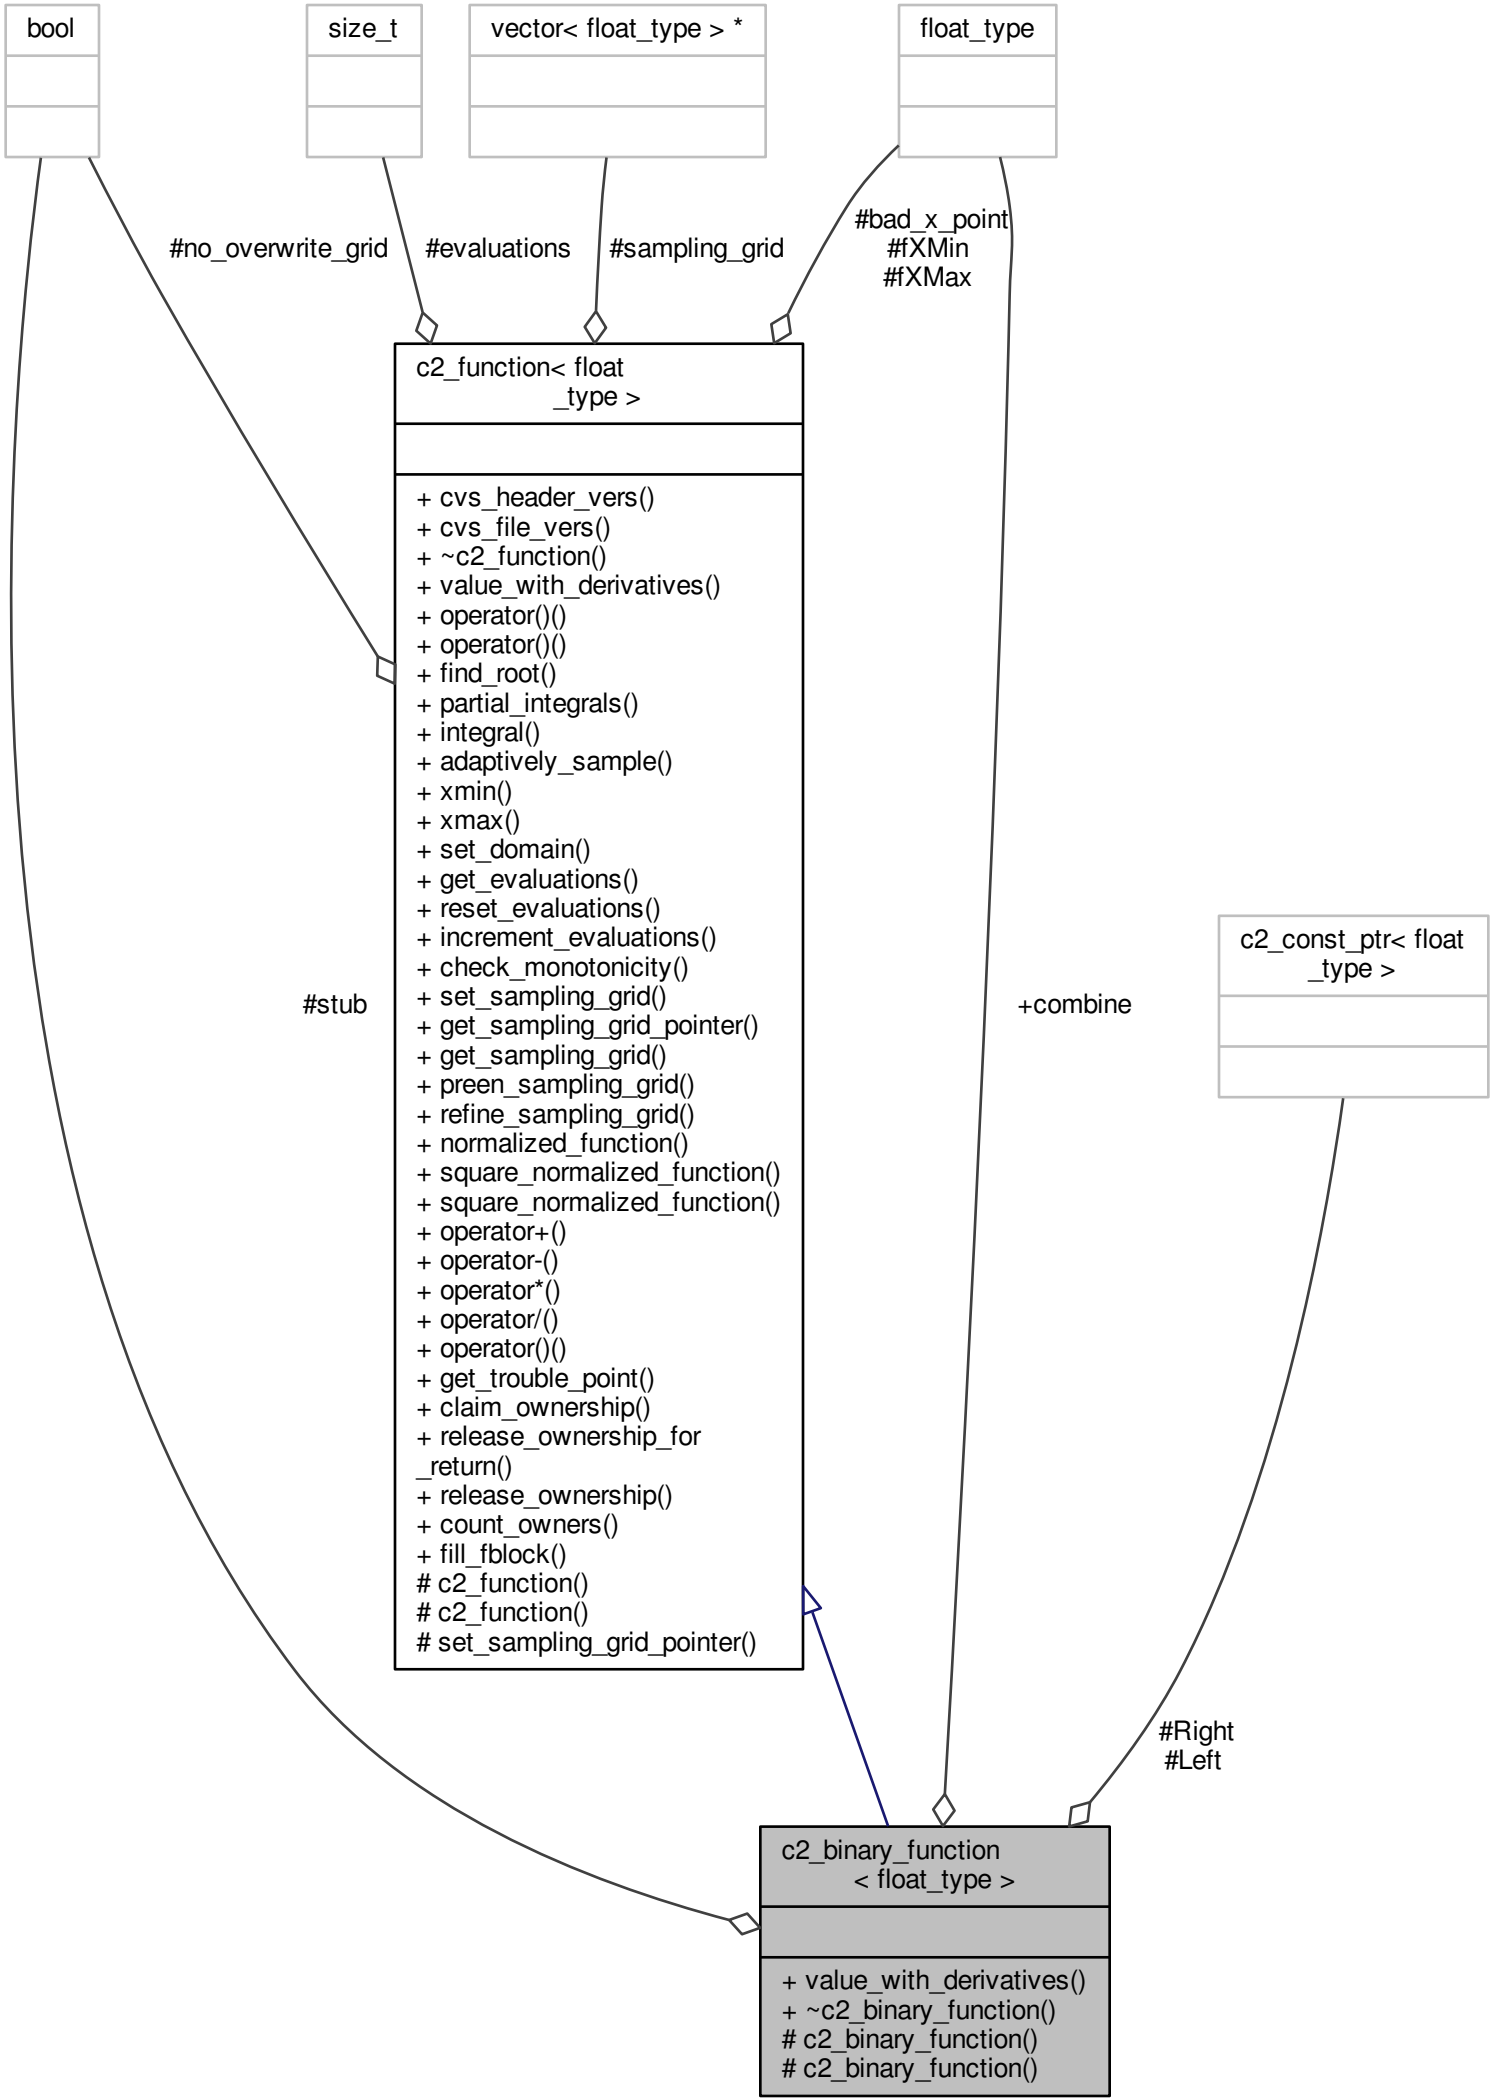 bool
size_t
vector< float_type > *
float_type
#no_overwrite_grid
#evaluations
#sampling_grid
#bad_x_point
#fXMin
#fXMax
c2_function< float
_type >
+ cvs_header_vers()
+ cvs_file_vers()
+ ~c2_function()
+ value_with_derivatives()
+ operator()()
+ operator()()
+ find_root()
+ partial_integrals()
+ integral()
+ adaptively_sample()
+ xmin()
+ xmax()
+ set_domain()
+ get_evaluations()
+ reset_evaluations()
+ increment_evaluations()
+ check_monotonicity()
+ set_sampling_grid()
+ get_sampling_grid_pointer()
+ get_sampling_grid()
+ preen_sampling_grid()
+ refine_sampling_grid()
+ normalized_function()
+ square_normalized_function()
+ square_normalized_function()
+ operator+()
+ operator-()
+ operator*()
+ operator/()
+ operator()()
+ get_trouble_point()
+ claim_ownership()
+ release_ownership_for
_return()
+ release_ownership()
+ count_owners()
+ fill_fblock()
# c2_function()
# c2_function()
# set_sampling_grid_pointer()
#stub
+combine
c2_const_ptr< float
_type >
#Right
#Left
c2_binary_function
< float_type >
+ value_with_derivatives()
+ ~c2_binary_function()
# c2_binary_function()
# c2_binary_function()